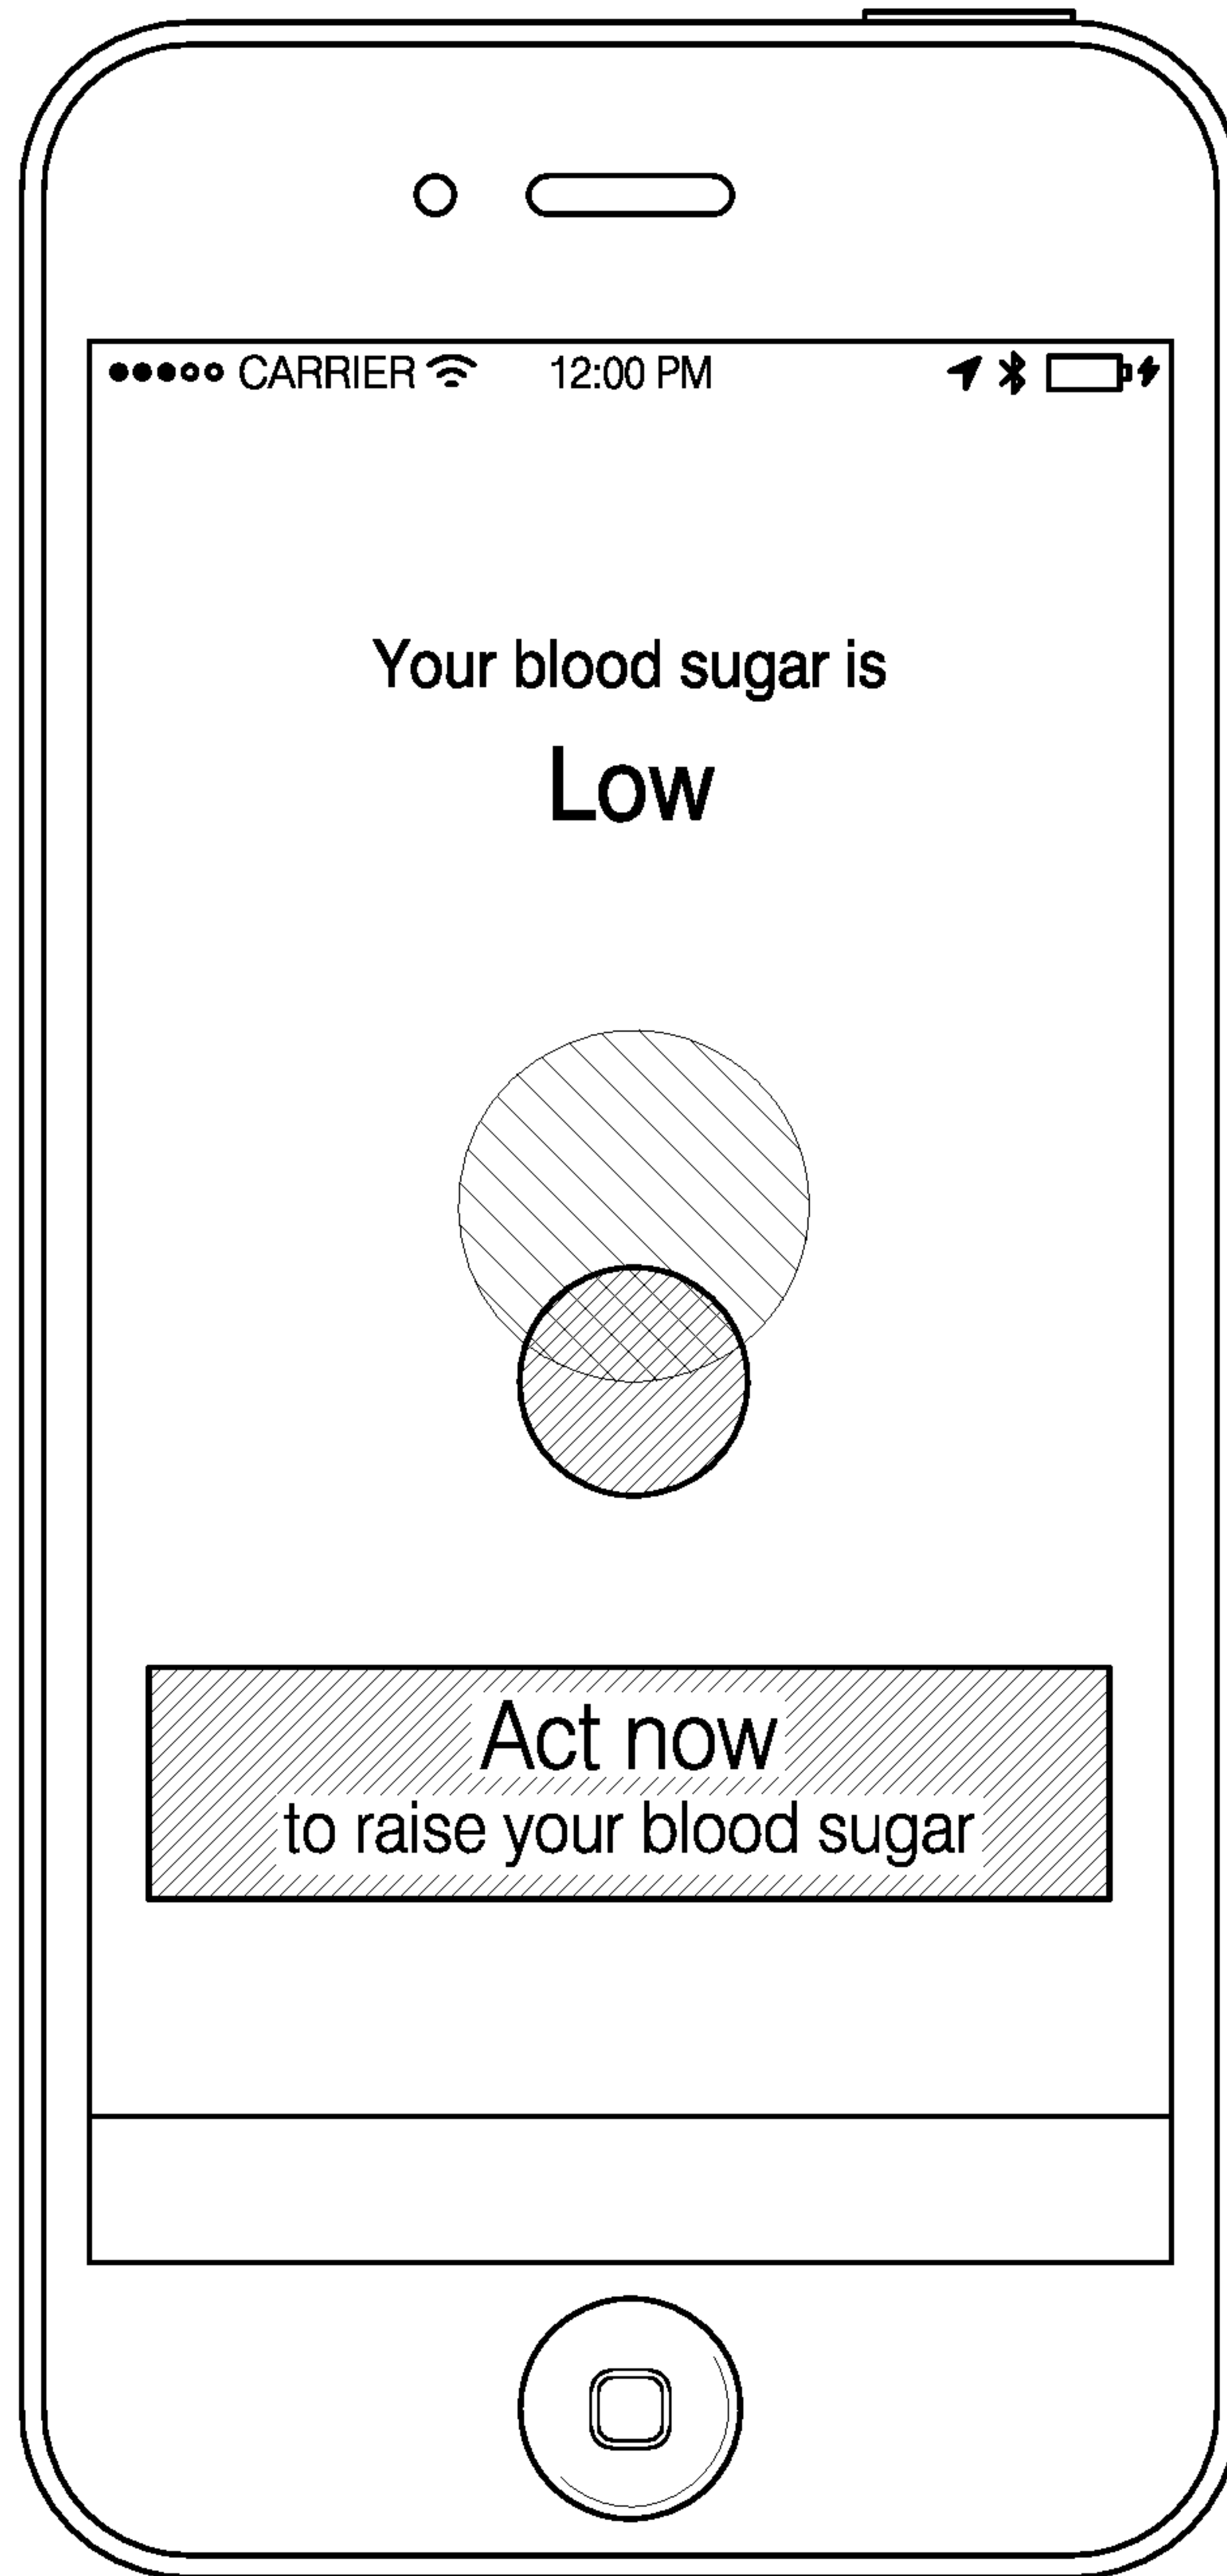 CARRIER 12:00 PM
Your blood sugar is
Low
Act now
to raise your blood sugar